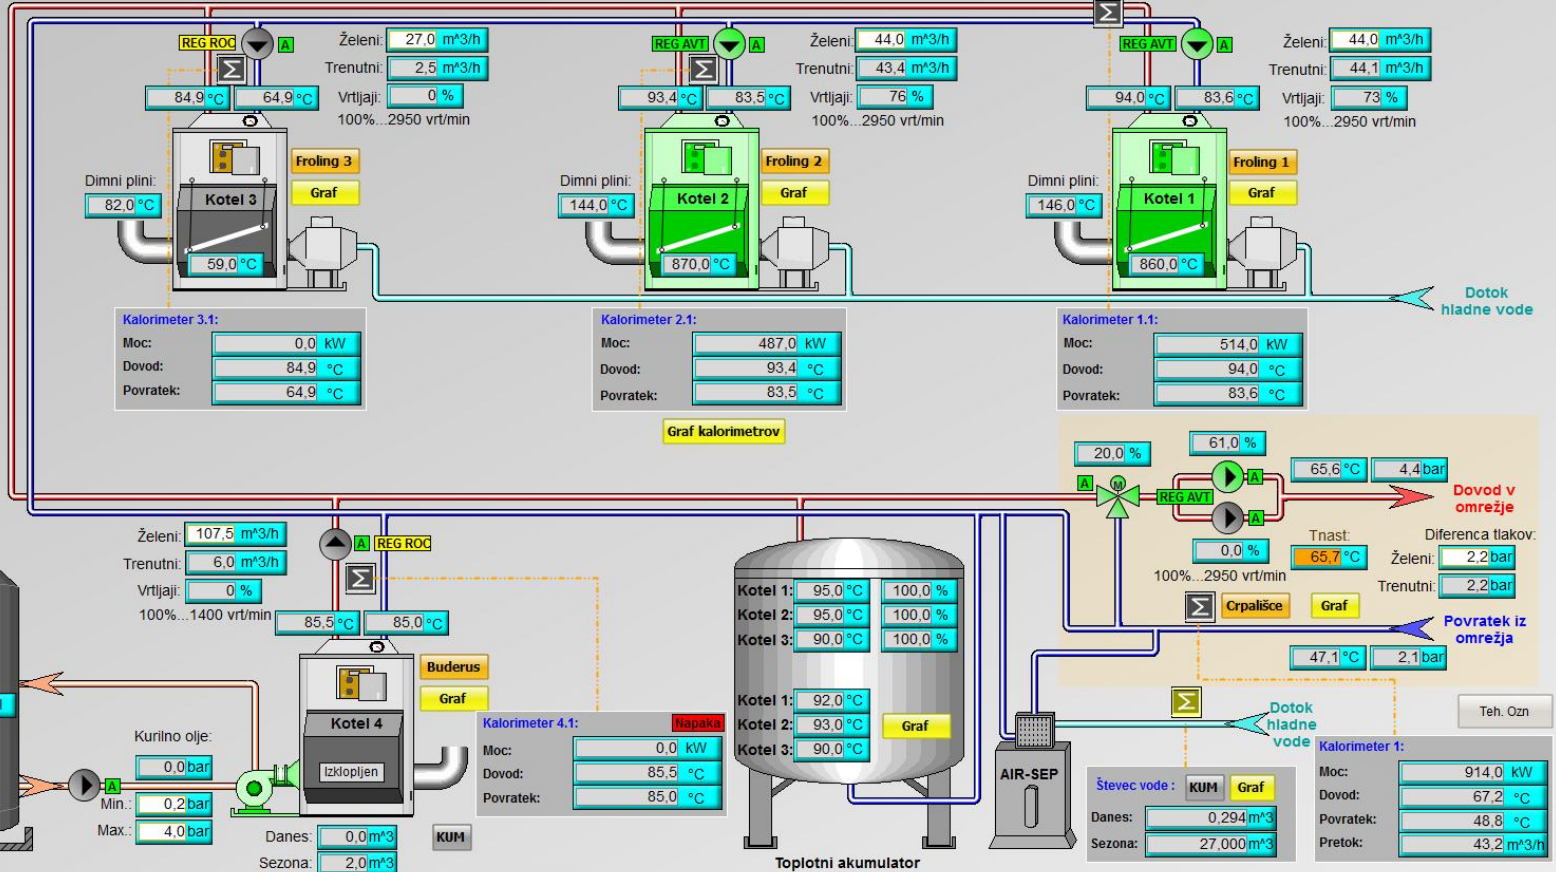 REG ROC
A
Želeni: 27,0 m^3/h
Trenutni: 2,5 m^3/h
Vrtljaji: 0 %
100%...2950 vrt/min
Σ
84,9 °C
64,9 °C
Froling 3
Graf
Dimni plini:
82,0 °C
Kotel 3
59,0 °C
REG AVT
A
Želeni: 44,0 m^3/h
Trenutni: 43,4 m^3/h
Vrtljaji: 76 %
100%...2950 vrt/min
Σ
93,4 °C
83,5 °C
Froling 2
Graf
Dimni plini:
144,0 °C
Kotel 2
870,0 °C
Σ
REG AVT
A
Želeni: 44,0 m^3/h
Trenutni: 44,1 m^3/h
Vrtljaji: 73 %
100%...2950 vrt/min
94,0 °C
83,6 °C
Froling 1
Graf
Dimni plini:
146,0 °C
Kotel 1
860,0 °C
Dotok
hladne vode
Kalorimeter 3.1:
Moc: 0,0 kW
Dovod: 84,9 °C
Povratek: 64,9 °C
Kalorimeter 2.1:
Moc: 487,0 kW
Dovod: 93,4 °C
Povratek: 83,5 °C
Kalorimeter 1.1:
Moc: 514,0 kW
Dovod: 94,0 °C
Povratek: 83,6 °C
Graf kalorimetrov
20,0 %
A
M
61,0 %
A
REG AVT
A
0,0 %
100%...2950 vrt/min
65,6 °C
4,4 bar
Dovod v
omrežje
Tnast:
65,7 °C
Diferenca tlakov:
Želeni: 2,2 bar
Trenutni: 2,2 bar
Σ
Crpališce
Graf
Povratek iz
omrežja
47,1 °C
2,1 bar
Želeni: 107,5 m^3/h
Trenutni: 6,0 m^3/h
Vrtljaji: 0 %
100%...1400 vrt/min
A
REG ROC
Σ
85,5 °C
85,0 °C
Buderus
Graf
Kotel 4
Izklopljen
Kurilno olje:
0,0 bar
A
Min.: 0,2 bar
Max.: 4,0 bar
Danes: 0,0 m^3
Sezona: 2,0 m^3
KUM
Kalorimeter 4.1: Napaka
Moc: 0,0 kW
Dovod: 85,5 °C
Povratek: 85,0 °C
Kotel 1: 95,0 °C 100,0 %
Kotel 2: 95,0 °C 100,0 %
Kotel 3: 90,0 °C 100,0 %
Kotel 1: 92,0 °C
Kotel 2: 93,0 °C
Kotel 3: 90,0 °C
Graf
Toplotni akumulator
AIR-SEP
Σ
Dotok
hladne
vode
Števec vode : KUM Graf
Danes: 0,294 m^3
Sezona: 27,000 m^3
Teh. Ozn
Kalorimeter 1:
Moc: 914,0 kW
Dovod: 67,2 °C
Povratek: 48,8 °C
Pretok: 43,2 m^3/h